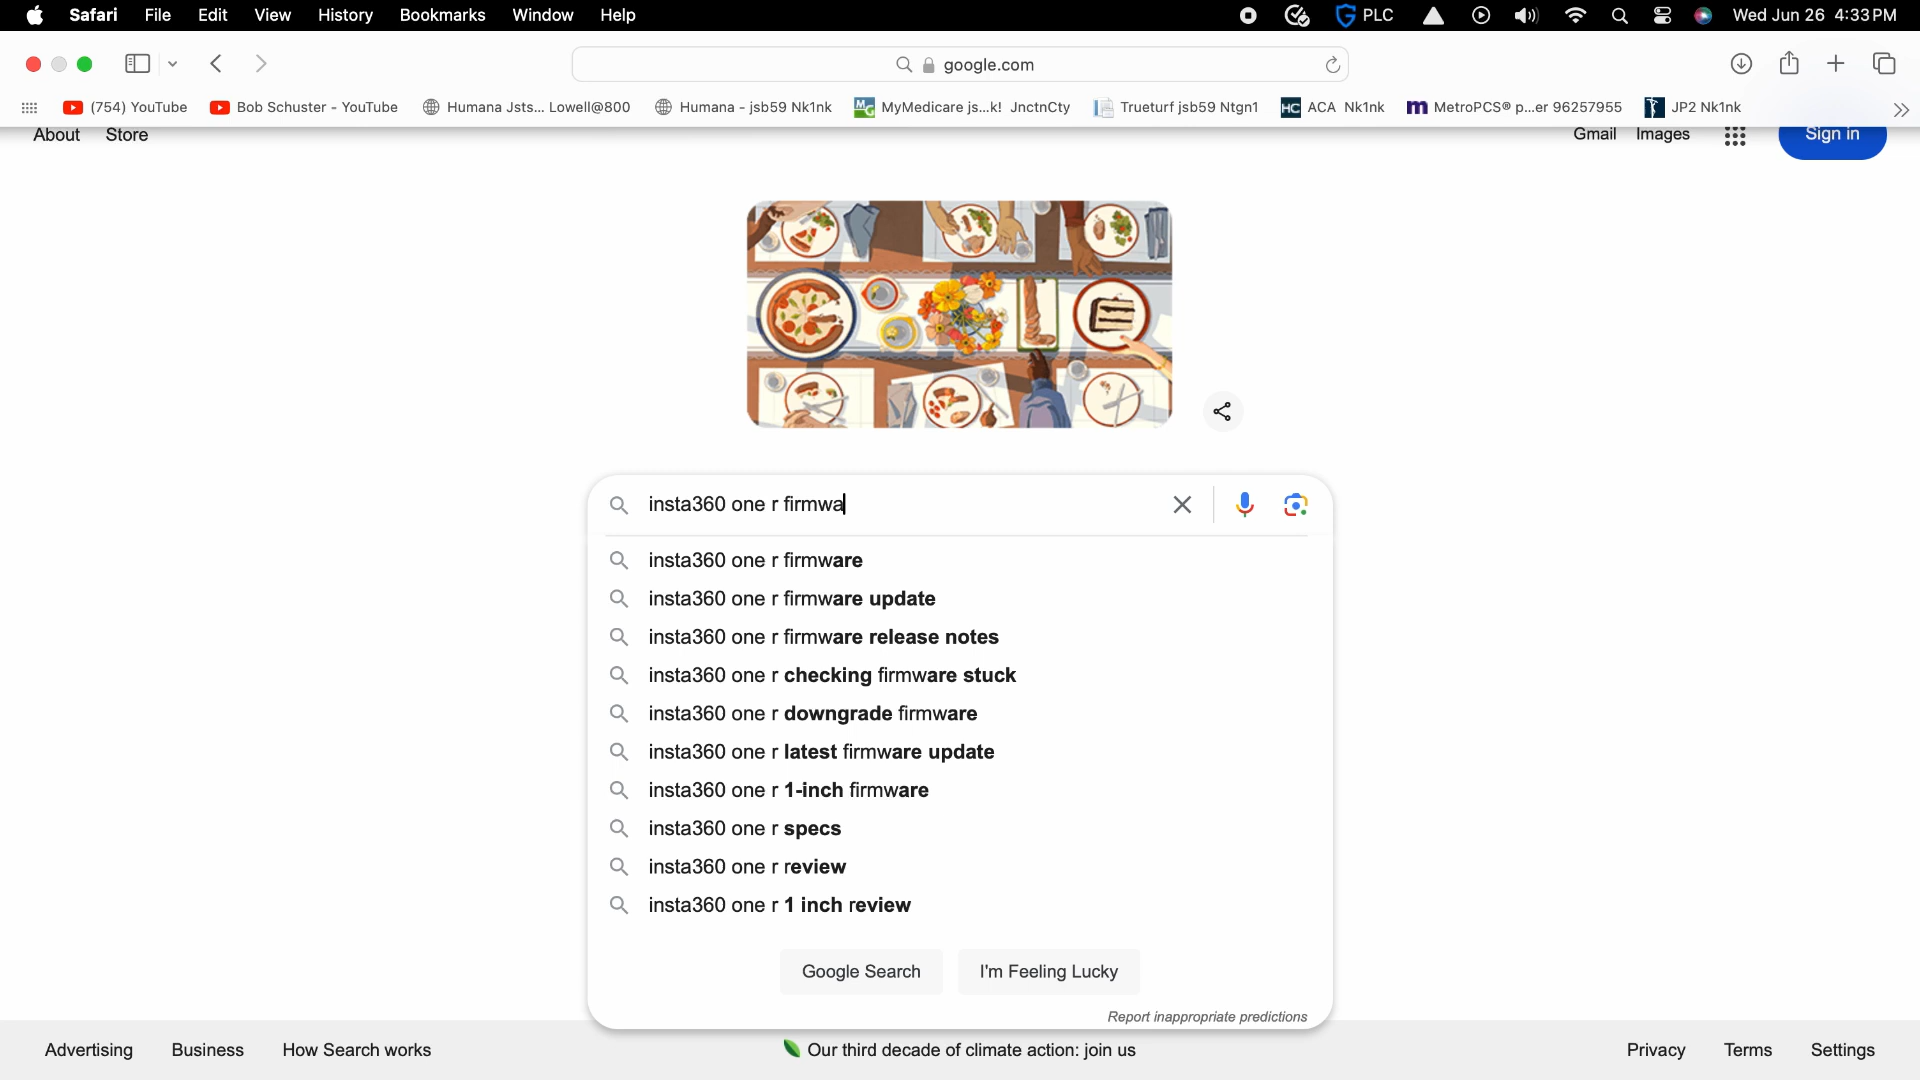 Safari File Edit View History Bookmarks Window Help PLC Wed Jun 26 4:33 PM
google.com
(754) YouTube Bob Schuster - YouTube Humana Jsts... Lowell@800 Humana - jsb59 Nk1nk MyMedicare js...k! JnctnCty Trueturf jsb59 Ntgn1 ACA Nk1nk MetroPCS® p...er 96257955 JP2 Nk1nk
About Store Gmail Images Sign in
insta360 one r firmwa
insta360 one r firmware
insta360 one r firmware update
insta360 one r firmware release notes
insta360 one r checking firmware stuck
insta360 one r downgrade firmware
insta360 one r latest firmware update
insta360 one r 1-inch firmware
insta360 one r specs
insta360 one r review
insta360 one r 1 inch review
Google Search I'm Feeling Lucky
Report inappropriate predictions
Advertising Business How Search works Our third decade of climate action: join us Privacy Terms Settings